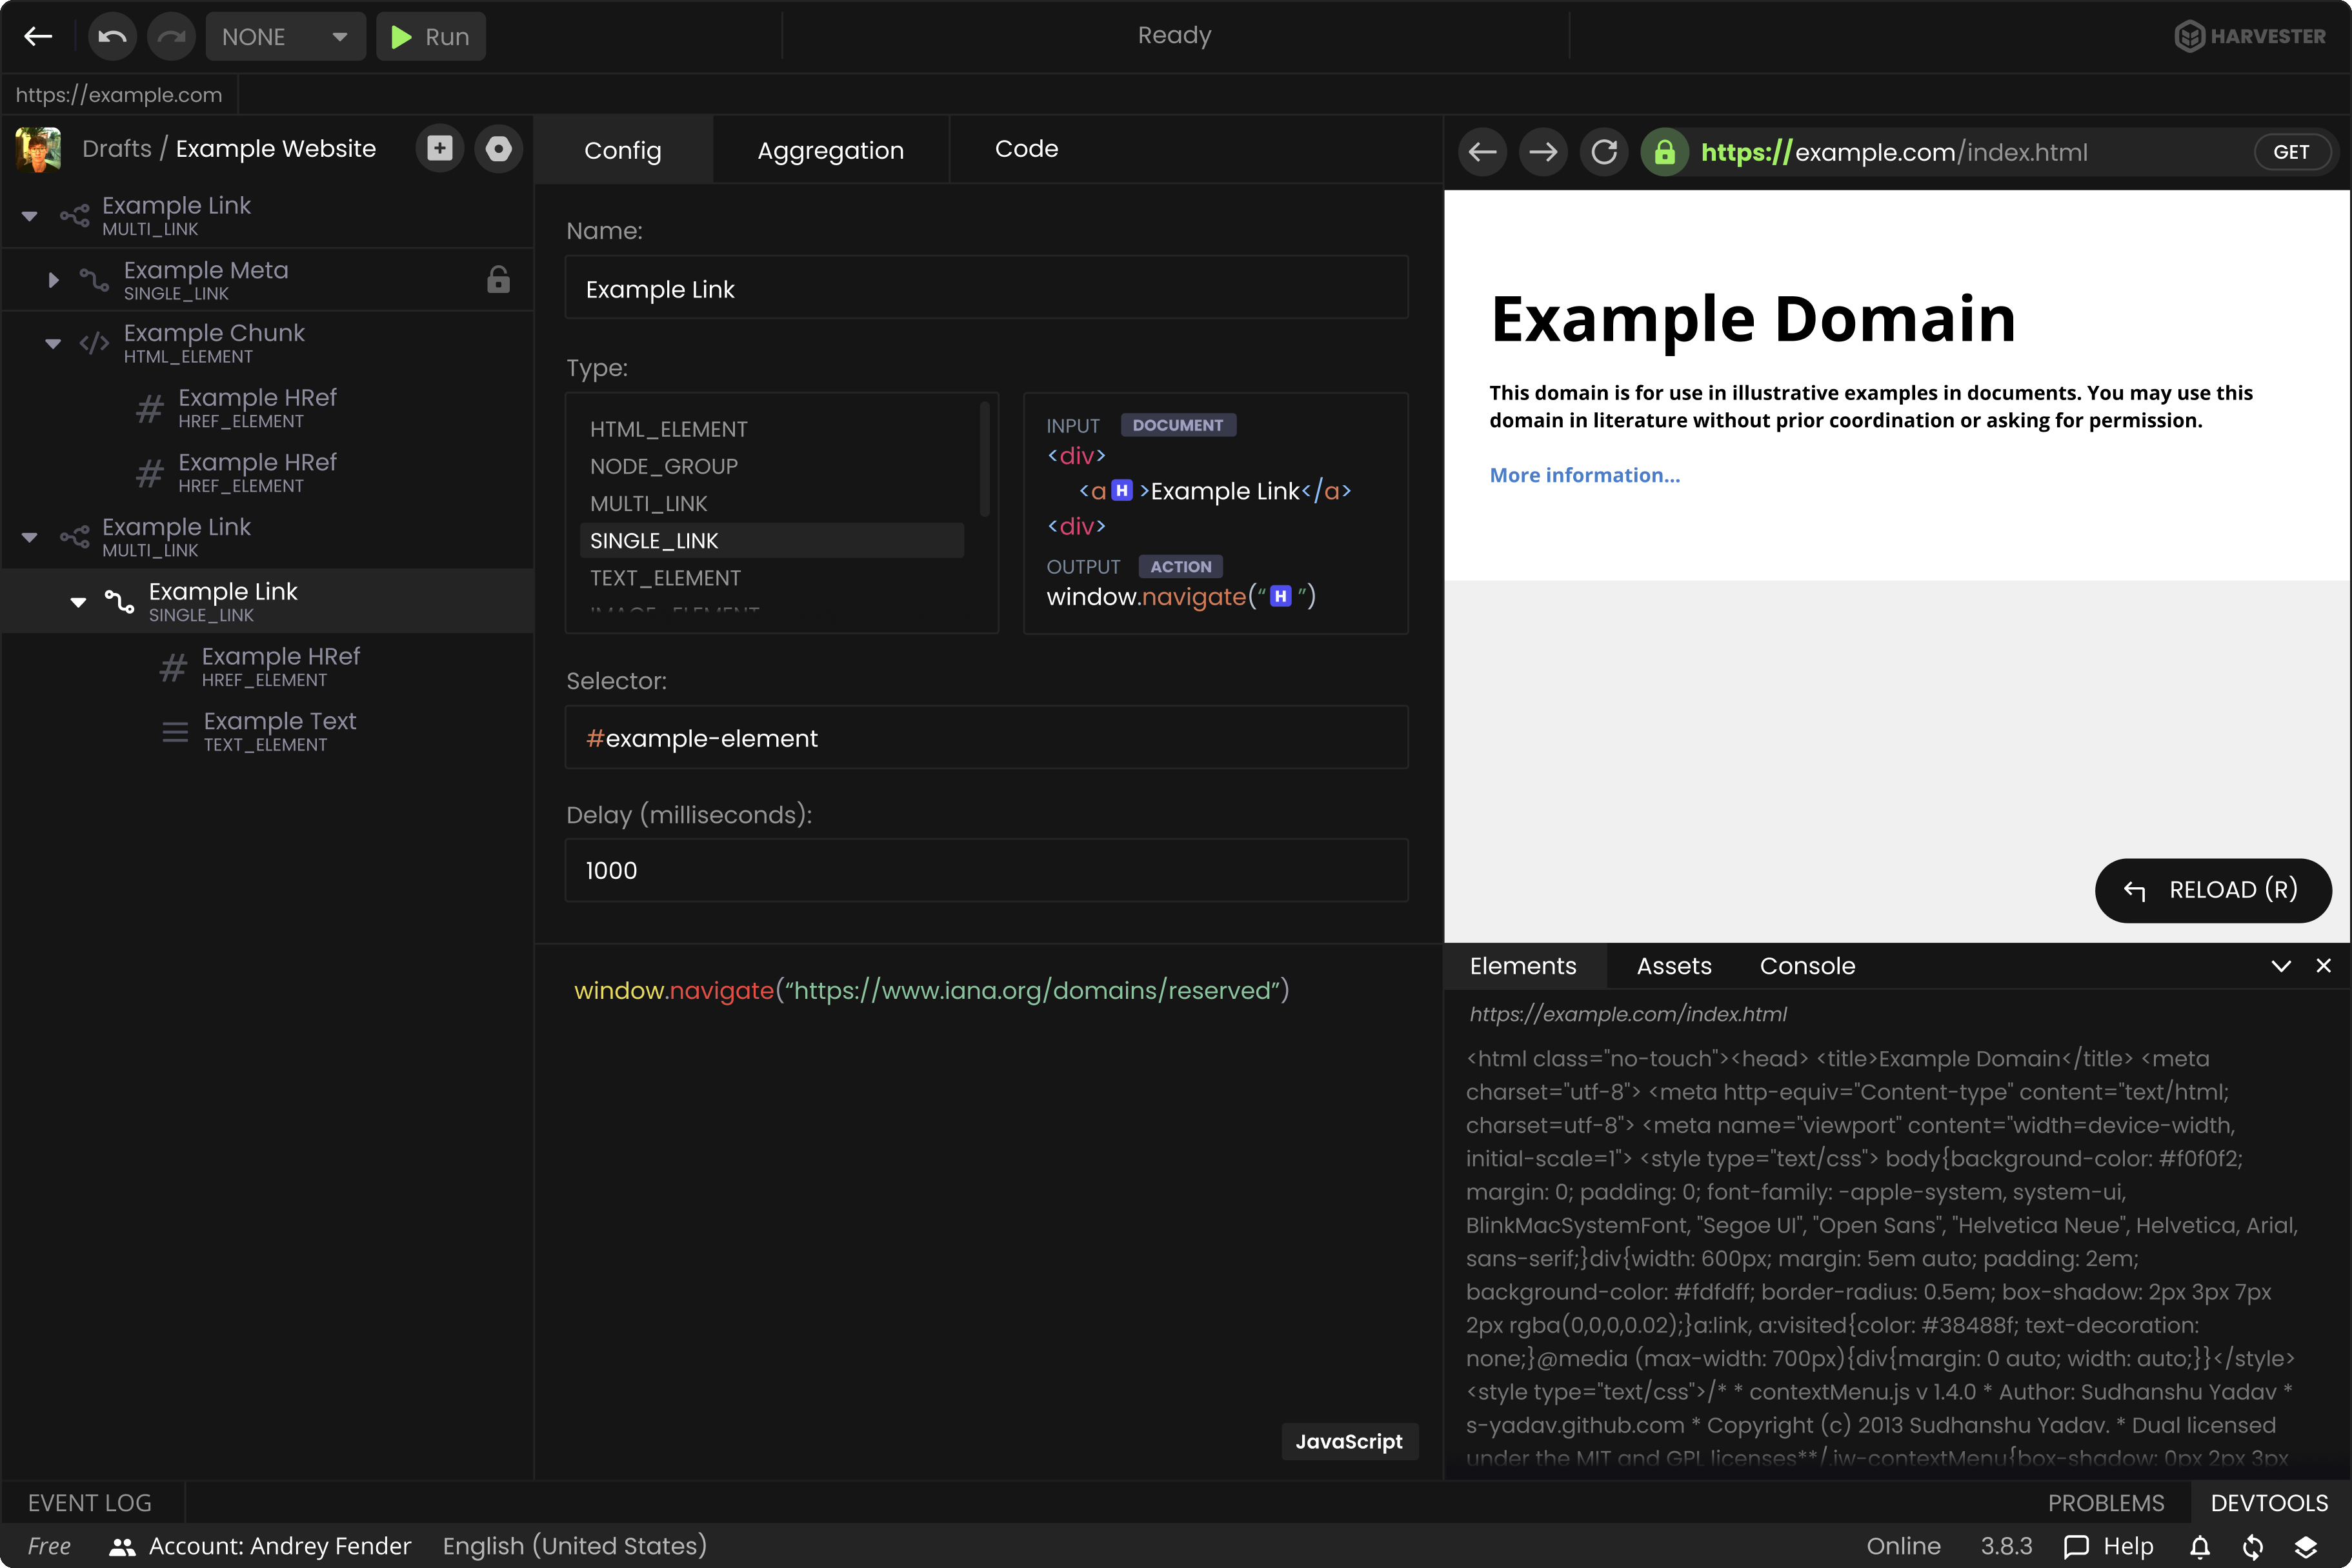 NONE
Run
Ready
HARVESTER
https://example.com
Drafts / Example Website
Example Link
MULTI_LINK
Example Meta
SINGLE_LINK
Example Chunk
HTML_ELEMENT
Example HRef
HREF_ELEMENT
Example HRef
HREF_ELEMENT
Example Link
MULTI_LINK
Example Link
SINGLE_LINK
Example HRef
HREF_ELEMENT
Example Text
TEXT_ELEMENT
Config
Aggregation
Code
Name:
Example Link
Type:
HTML_ELEMENT
NODE_GROUP
MULTI_LINK
SINGLE_LINK
TEXT_ELEMENT
IMAGE_ELEMENT
INPUT DOCUMENT
<div>
<a H >Example Link</a>
<div>
OUTPUT ACTION
window.navigate(“ H ”)
Selector:
#example-element
Delay (milliseconds):
1000
window.navigate(“https://www.iana.org/domains/reserved”)
JavaScript
https://example.com/index.html
GET
Example Domain
This domain is for use in illustrative examples in documents. You may use this
domain in literature without prior coordination or asking for permission.
More information...
RELOAD (R)
Elements
Assets
Console
https://example.com/index.html
<html class="no-touch"><head> <title>Example Domain</title> <meta
charset="utf-8"> <meta http-equiv="Content-type" content="text/html;
charset=utf-8"> <meta name="viewport" content="width=device-width,
initial-scale=1"> <style type="text/css"> body{background-color: #f0f0f2;
margin: 0; padding: 0; font-family: -apple-system, system-ui,
BlinkMacSystemFont, "Segoe UI", "Open Sans", "Helvetica Neue", Helvetica, Arial,
sans-serif;}div{width: 600px; margin: 5em auto; padding: 2em;
background-color: #fdfdff; border-radius: 0.5em; box-shadow: 2px 3px 7px
2px rgba(0,0,0,0.02);}a:link, a:visited{color: #38488f; text-decoration:
none;}@media (max-width: 700px){div{margin: 0 auto; width: auto;}}</style>
<style type="text/css">/* * contextMenu.js v 1.4.0 * Author: Sudhanshu Yadav *
s-yadav.github.com * Copyright (c) 2013 Sudhanshu Yadav. * Dual licensed
under the MIT and GPL licenses**/.iw-contextMenu{box-shadow: 0px 2px 3px
EVENT LOG
PROBLEMS
DEVTOOLS
Free
Account: Andrey Fender
English (United States)
Online
3.8.3
Help